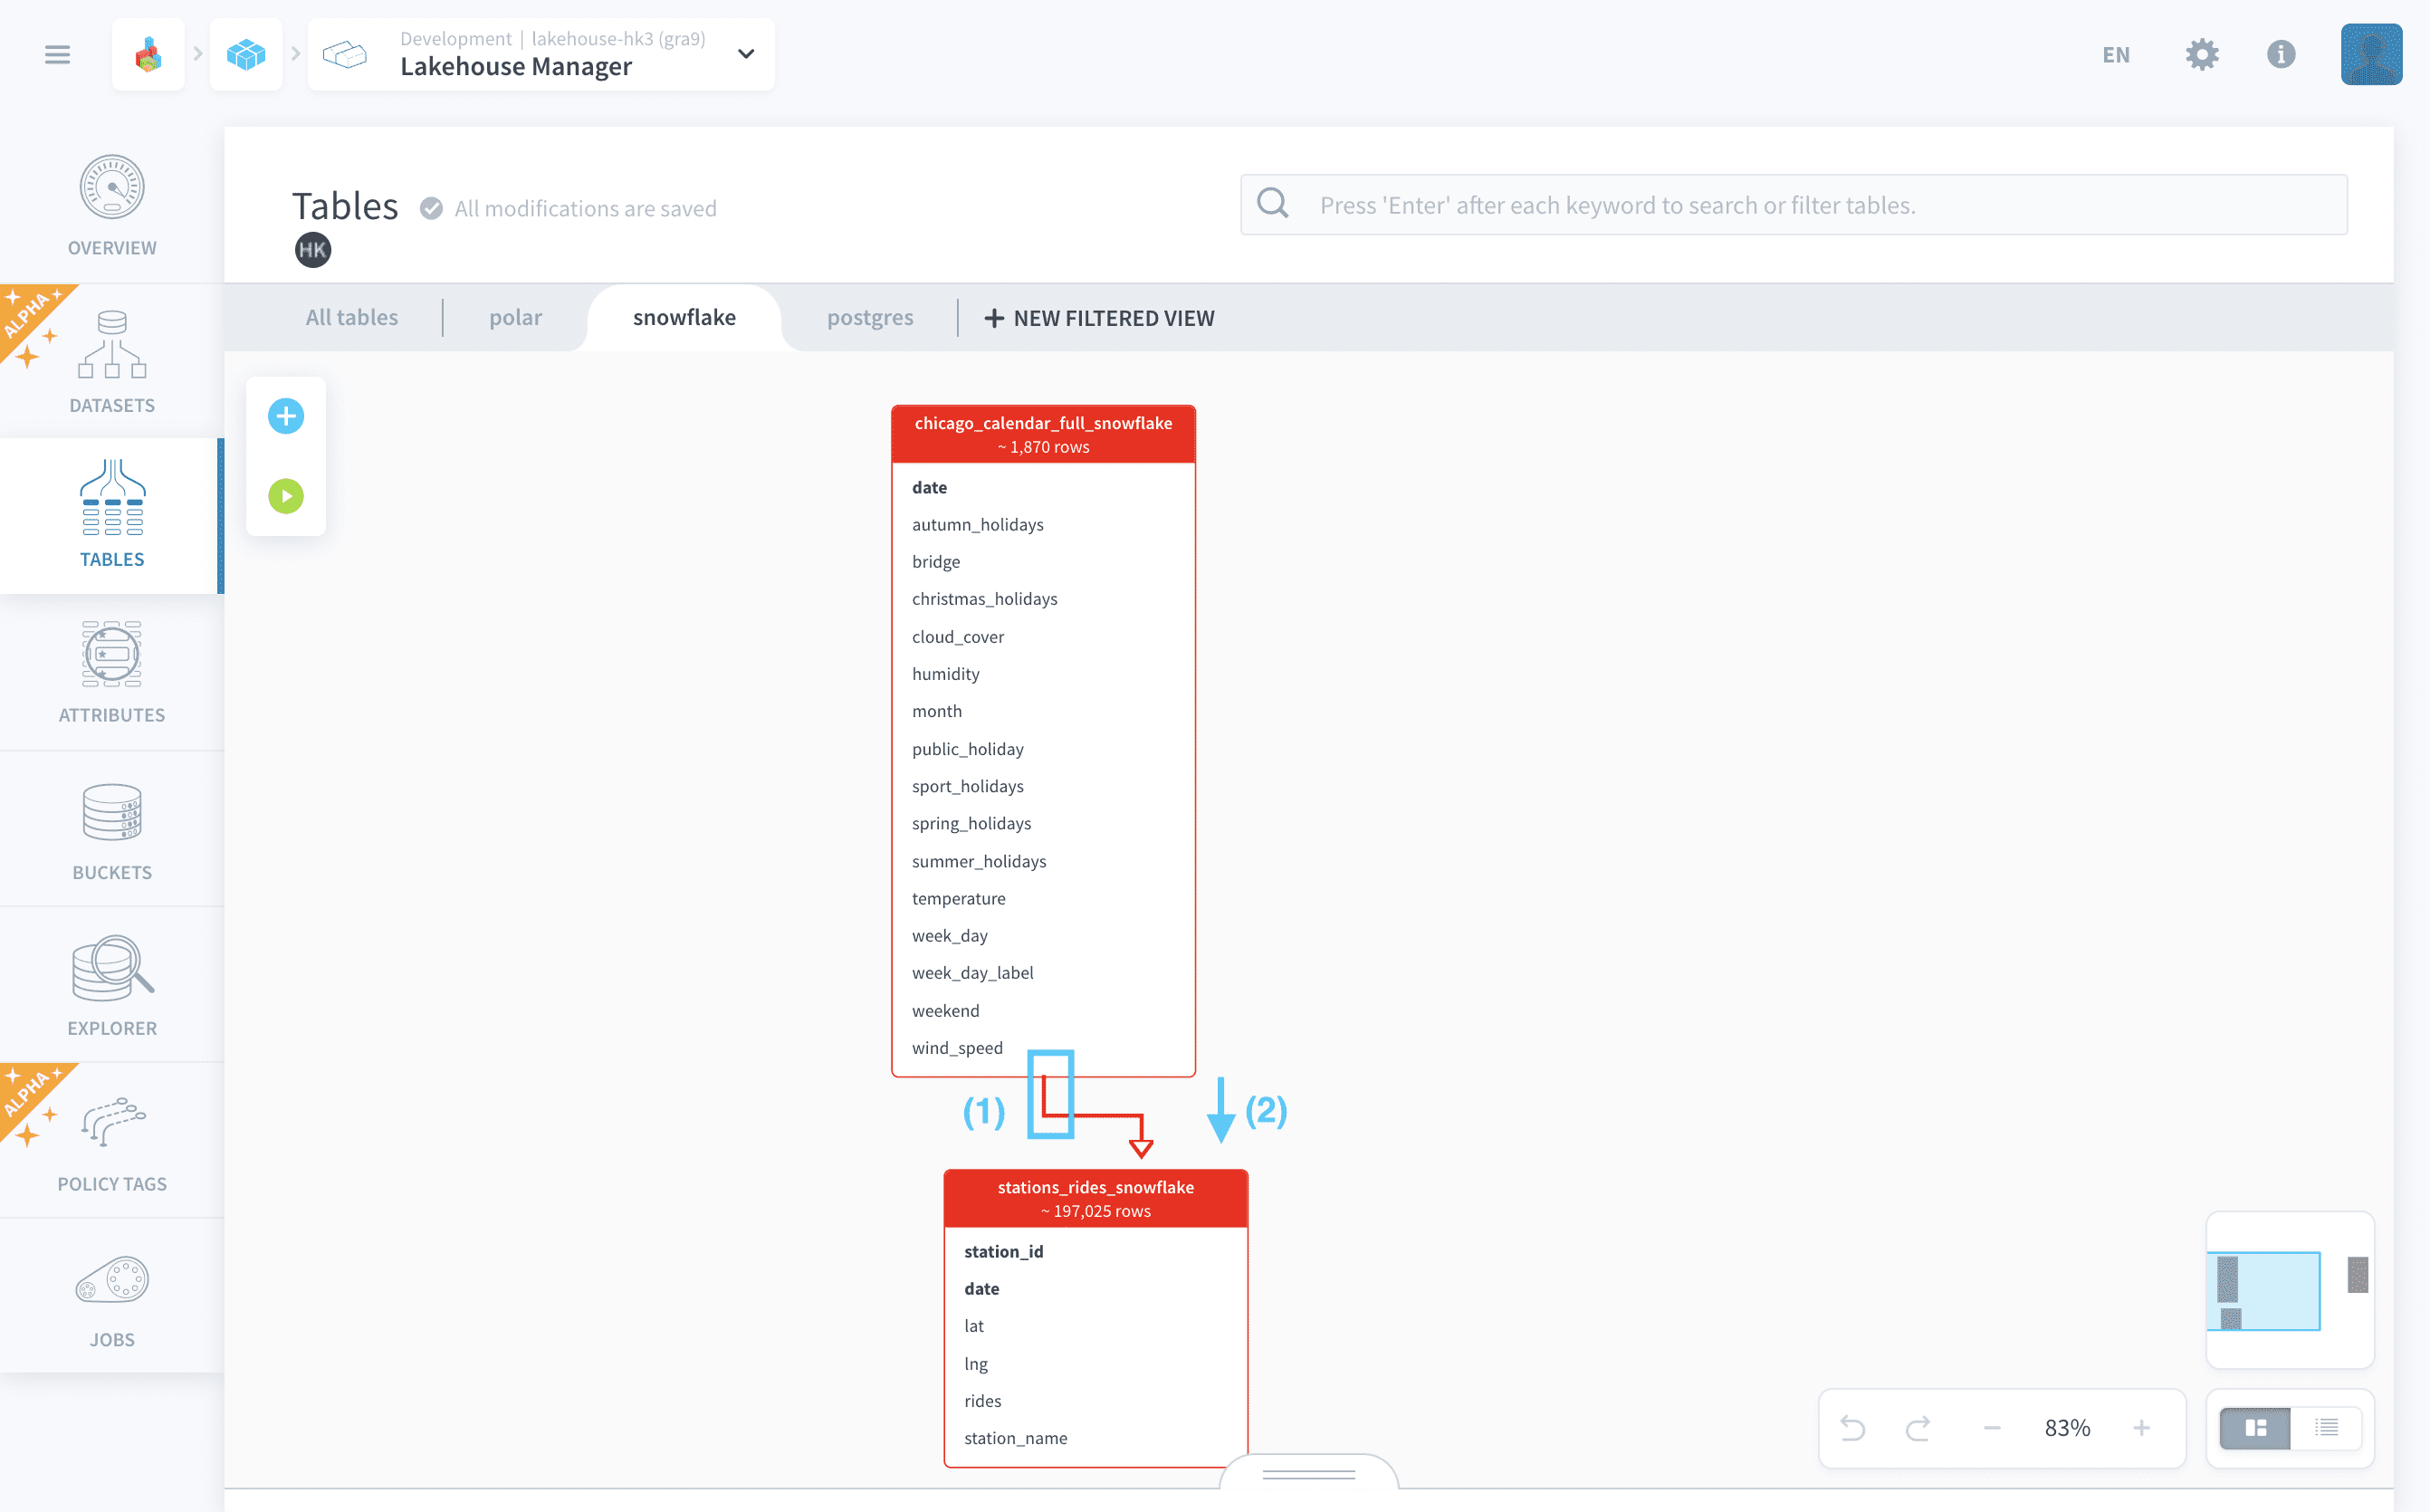 Development | lakehouse-hk3 (gra9)
Lakehouse Manager
EN
OVERVIEW
ALPHA
DATASETS
TABLES
ATTRIBUTES
BUCKETS
EXPLORER
ALPHA
POLICY TAGS
JOBS
Tables
All modifications are saved
HK
Press 'Enter' after each keyword to search or filter tables.
All tables
polar
snowflake
postgres
NEW FILTERED VIEW
chicago_calendar_full_snowflake
~ 1,870 rows
date
autumn_holidays
bridge
christmas_holidays
cloud_cover
humidity
month
public_holiday
sport_holidays
spring_holidays
summer_holidays
temperature
week_day
week_day_label
weekend
wind_speed
(1)
(2)
stations_rides_snowflake
~ 197,025 rows
station_id
date
lat
lng
rides
station_name
83%